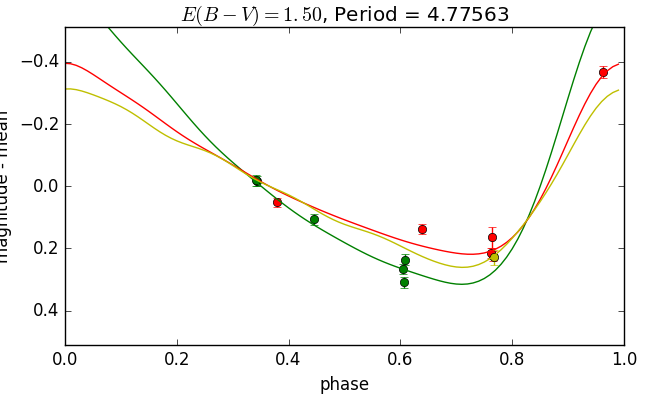 E(B − V) = 1.50, Period = 4.77563
−0.4
−0.2
0.0
0.2
0.4
magnitude - mean
0.0 0.2 0.4 0.6 0.8 1.0
phase